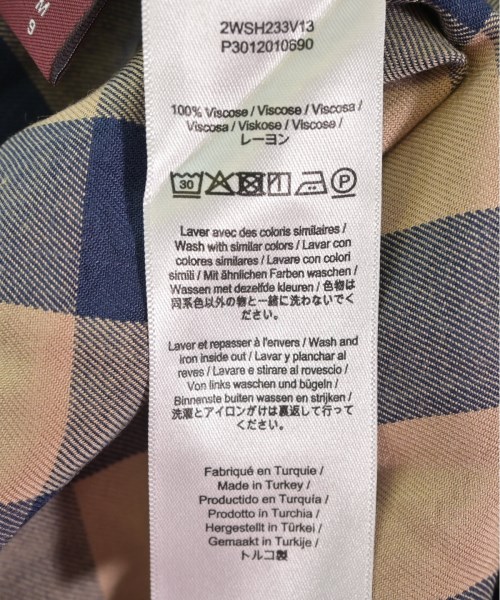 M
9
2WSH233V13
P3012010690
100% Viscose / Viscose / Viscosa /
Viscosa / Viskose / Viscose /
レーヨン
30
P
Laver avec des coloris similaires /
Wash with similar colors / Lavar con
colores similares / Lavare con colori
simili / Mit ähnlichen Farben waschen /
Wassen met dezelfde kleuren / 色物は
同系色以外の物と一緒に洗わないでく
ださい。
Laver et repasser à l'envers / Wash and
iron inside out / Lavar y planchar al
reves / Lavare e stirare al rovescio /
Von links waschen und bügeln /
Binnenste buiten wassen en strijken /
洗濯とアイロンがけは裏返して行って
ください。
Fabriqué en Turquie /
Made in Turkey /
Productido en Turquía /
Prodotto in Turchia /
Hergestellt in Türkei /
Gemaakt in Turkije /
トルコ製